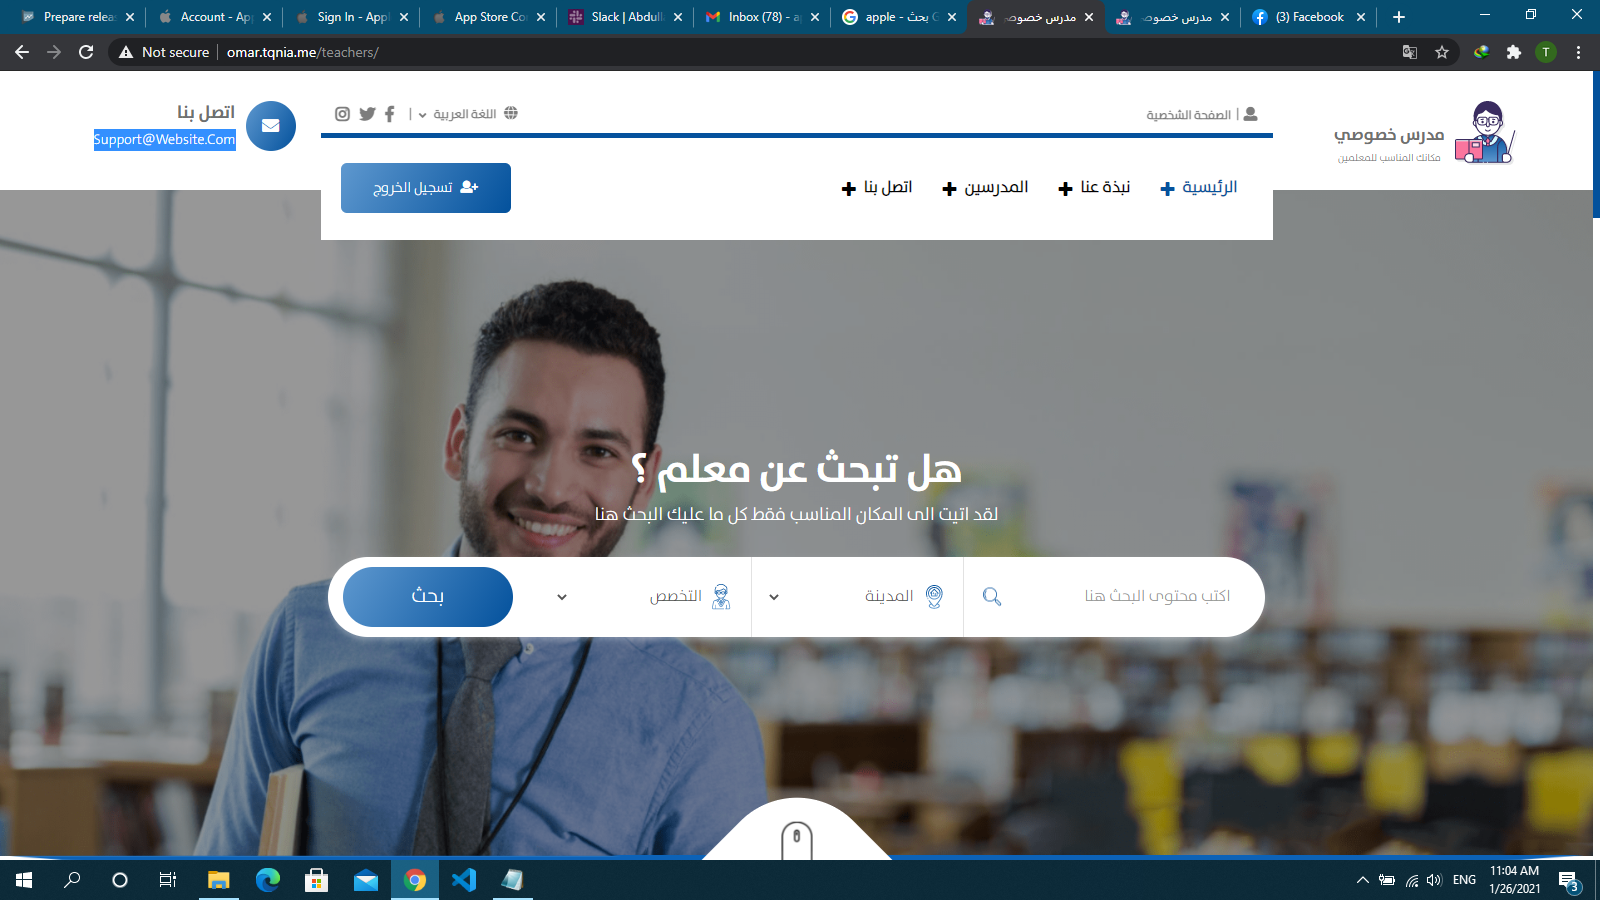 Prepare relea
Account - App
Sign In - Appl
App Store Co
Slack | Abdull
Inbox (78) - a
apple - بحث G
مدرس خصوصي
مدرس خصوصي
(3) Facebook
Not secure
omar.tqnia.me/teachers/
مدرس خصوصي
مكانك المناسب للمعلمين
الصفحة الشخصية |
اللغة العربية
|
اتصل بنا
Support@Website.Com
الرئيسية
نبذة عنا
المدرسين
اتصل بنا
تسجيل الخروج
هل تبحث عن معلم ؟
لقد اتيت الى المكان المناسب فقط كل ما عليك البحث هنا
اكتب محتوى البحث هنا
المدينة
التخصص
بحث
ENG
11:04 AM
1/26/2021
3